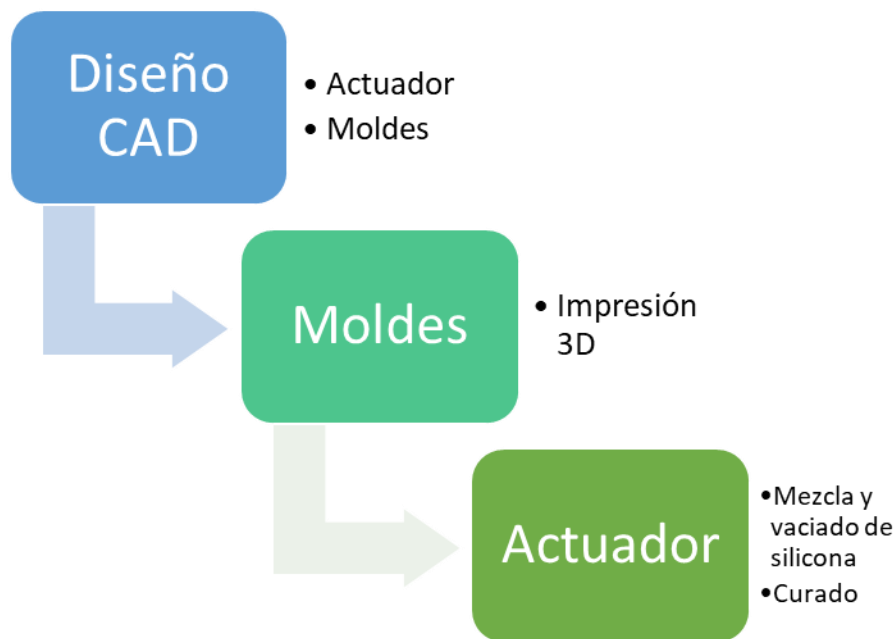 Diseño
CAD
• Actuador
• Moldes
Moldes
• Impresión
3D
Actuador
•Mezcla y
vaciado de
silicona
•Curado